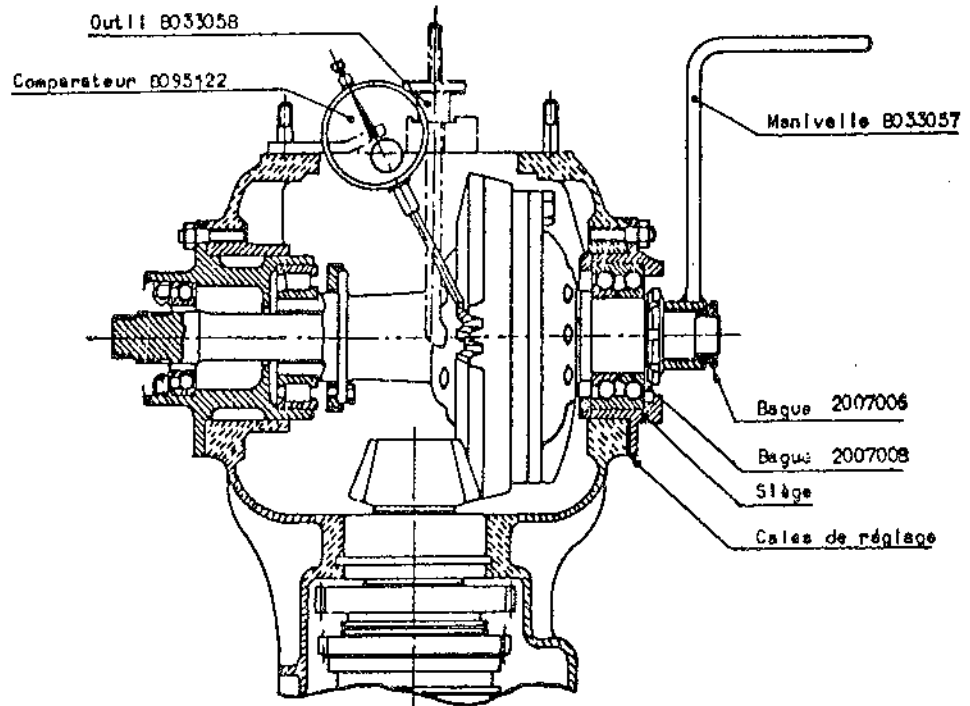 Outil 8033058
Comparateur 8095122
Manivelle 8033057
Bague 2007006
Bague 2007008
Siège
Cales de réglage